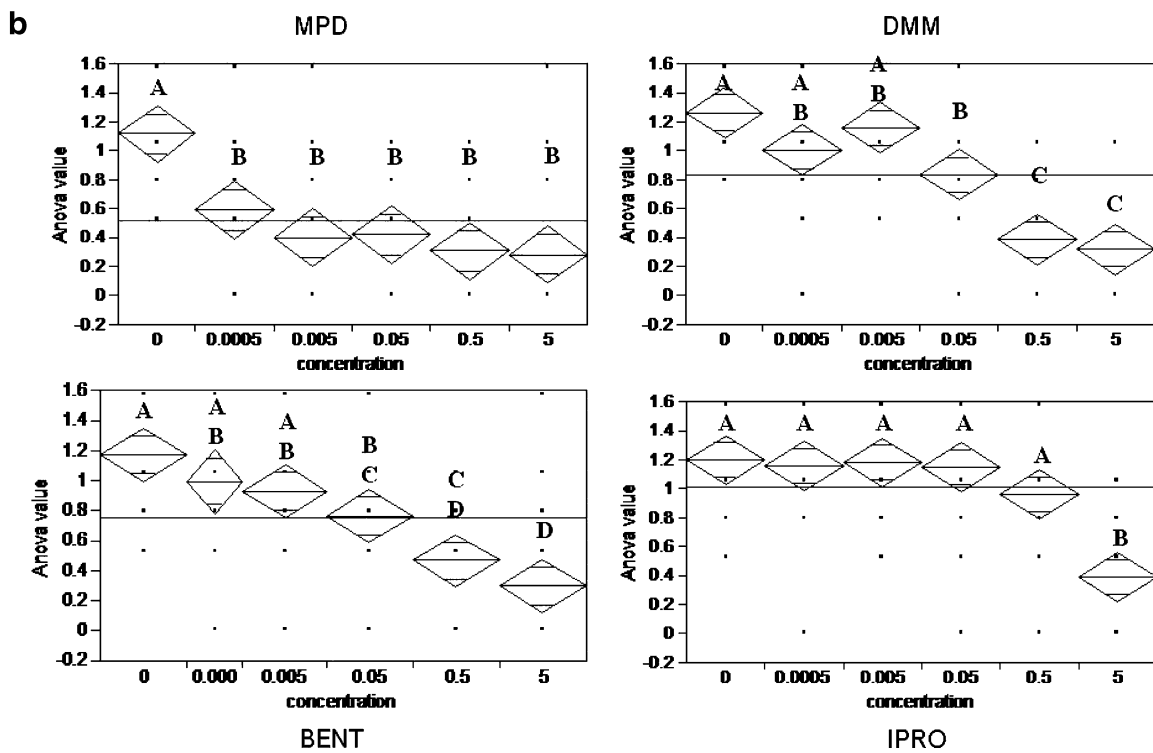 b
MPD
DMM
1.6
1.4
1.2
1
0.8
0.6
0.4
0.2
0
-0.2
Anova value
A
B
B
B
B
B
0 0.0005 0.005 0.05 0.5 5
concentration
1.6
1.4
1.2
1
0.8
0.6
0.4
0.2
0
-0.2
Anova value
A
A
B
A
B
B
C
C
0 0.0005 0.005 0.05 0.5 5
concentration
1.6
1.4
1.2
1
0.8
0.6
0.4
0.2
0
-0.2
Anova value
A
A
B
A
B
B
C
C
D
D
0 0.000 0.005 0.05 0.5 5
concentration
BENT
1.6
1.4
1.2
1
0.8
0.6
0.4
0.2
0
-0.2
Anova value
A
A
A
A
A
B
0 0.0005 0.005 0.05 0.5 5
concentration
IPRO